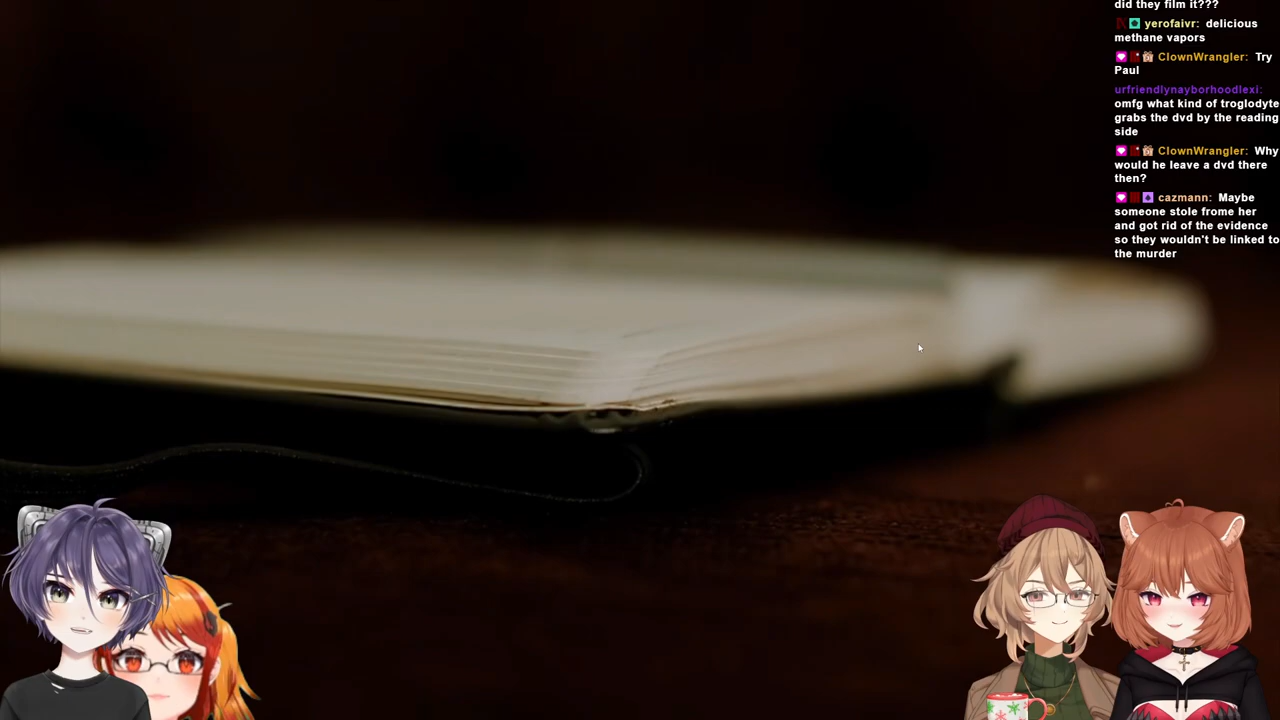 did they film it???
yerofaivr: delicious
methane vapors
ClownWrangler: Try
Paul
urfriendlynayborhoodlexi:
omfg what kind of troglodyte
grabs the dvd by the reading
side
ClownWrangler: Why
would he leave a dvd there
then?
cazmann: Maybe
someone stole frome her
and got rid of the evidence
so they wouldn't be linked to
the murder